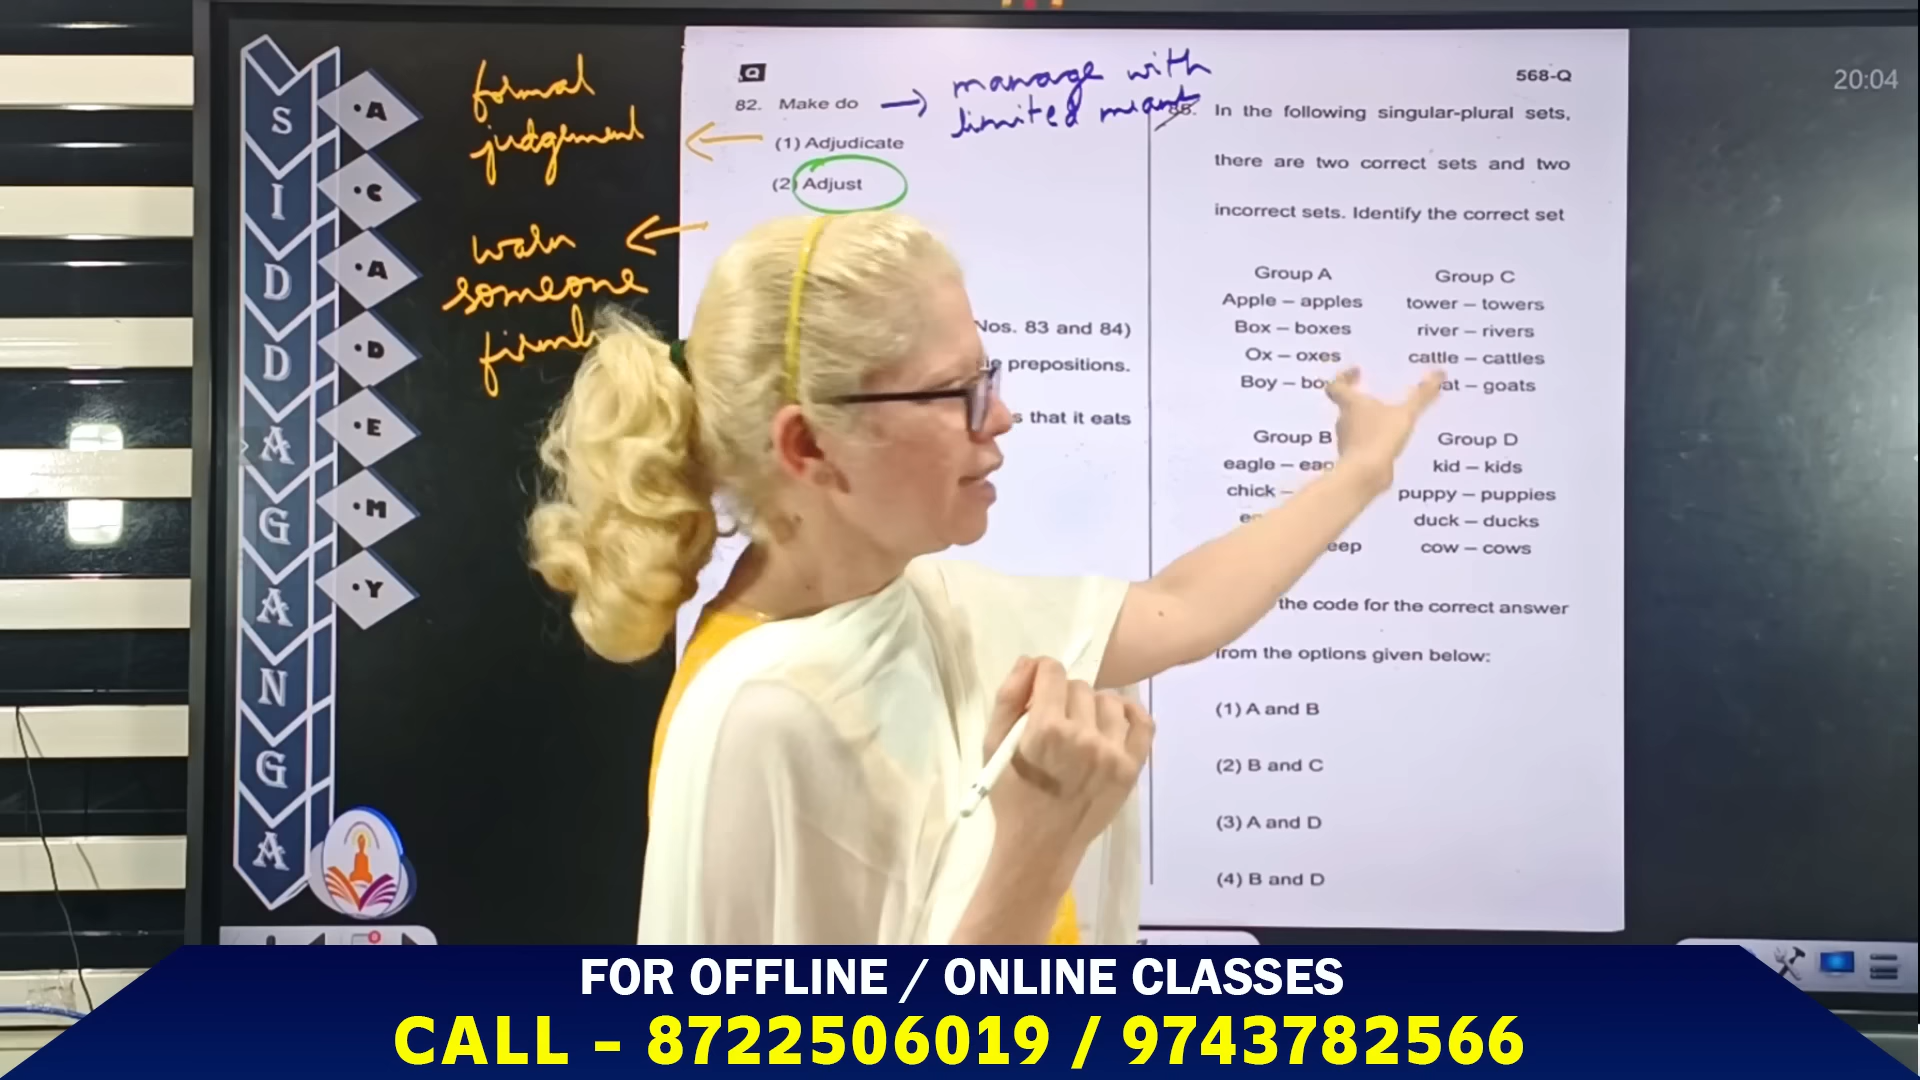 SIDDAGANGA
• A
• C
• A
• D
• E
• M
• Y
formal
judgement
warn
someone
Q
82. Make do → manage with
limited
(1) Adjudicate
(2) Adjust
Nos. 83 and 84)
prepositions.
s that it eats
568-Q
20:04
In the following singular-plural sets,
there are two correct sets and two
incorrect sets. Identify the correct set
Group A
Apple – apples
Box – boxes
Ox – oxes
Boy –
Group C
tower – towers
river – rivers
cattle – cattles
at – goats
Group B
eagle –
chick –
eep
Group D
kid – kids
puppy – puppies
duck – ducks
cow – cows
the code for the correct answer
from the options given below:
(1) A and B
(2) B and C
(3) A and D
(4) B and D
FOR OFFLINE / ONLINE CLASSES
CALL – 8722506019 / 9743782566